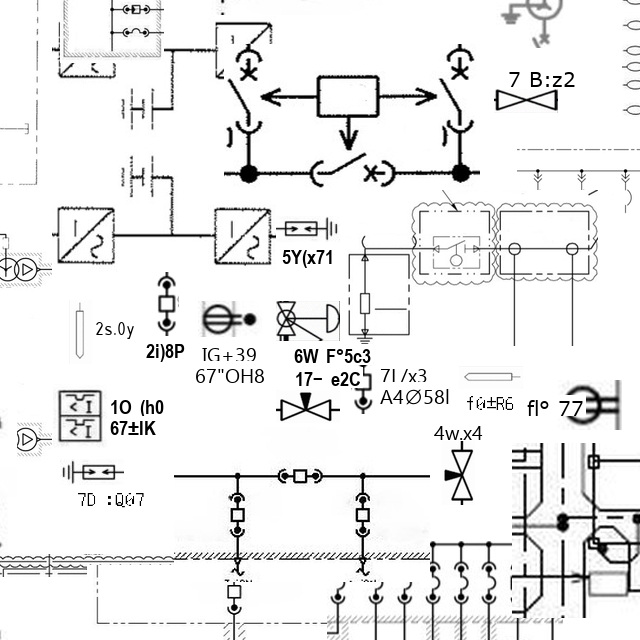 7 B:z2
5Y(x71
2s.0y
2i)8P
IG+39
67"OH8
6W F°5c3
17− e2C
7l /x3
A4Ø58l
1O (h0
67±IK
f0±R6
fl° 77
4w.x4
7D :Q07